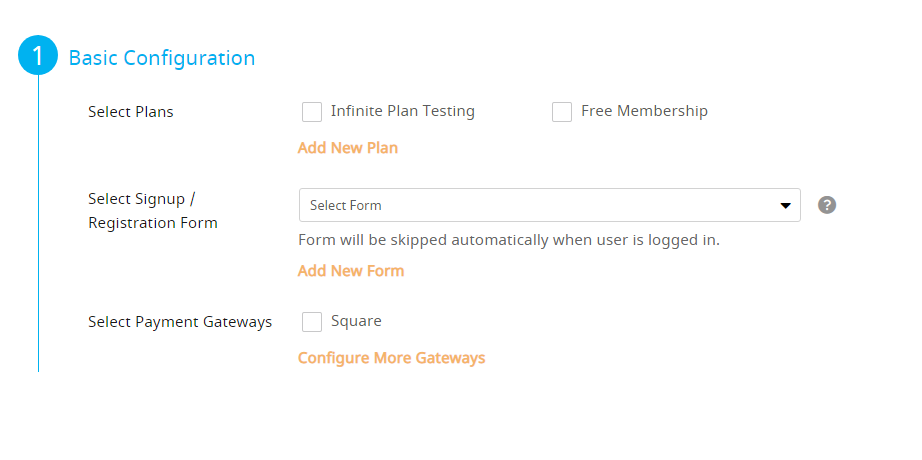 1 Basic Configuration
Select Plans
Infinite Plan Testing
Free Membership
Add New Plan
Select Signup /
Registration Form
Select Form
?
Form will be skipped automatically when user is logged in.
Add New Form
Select Payment Gateways
Square
Configure More Gateways